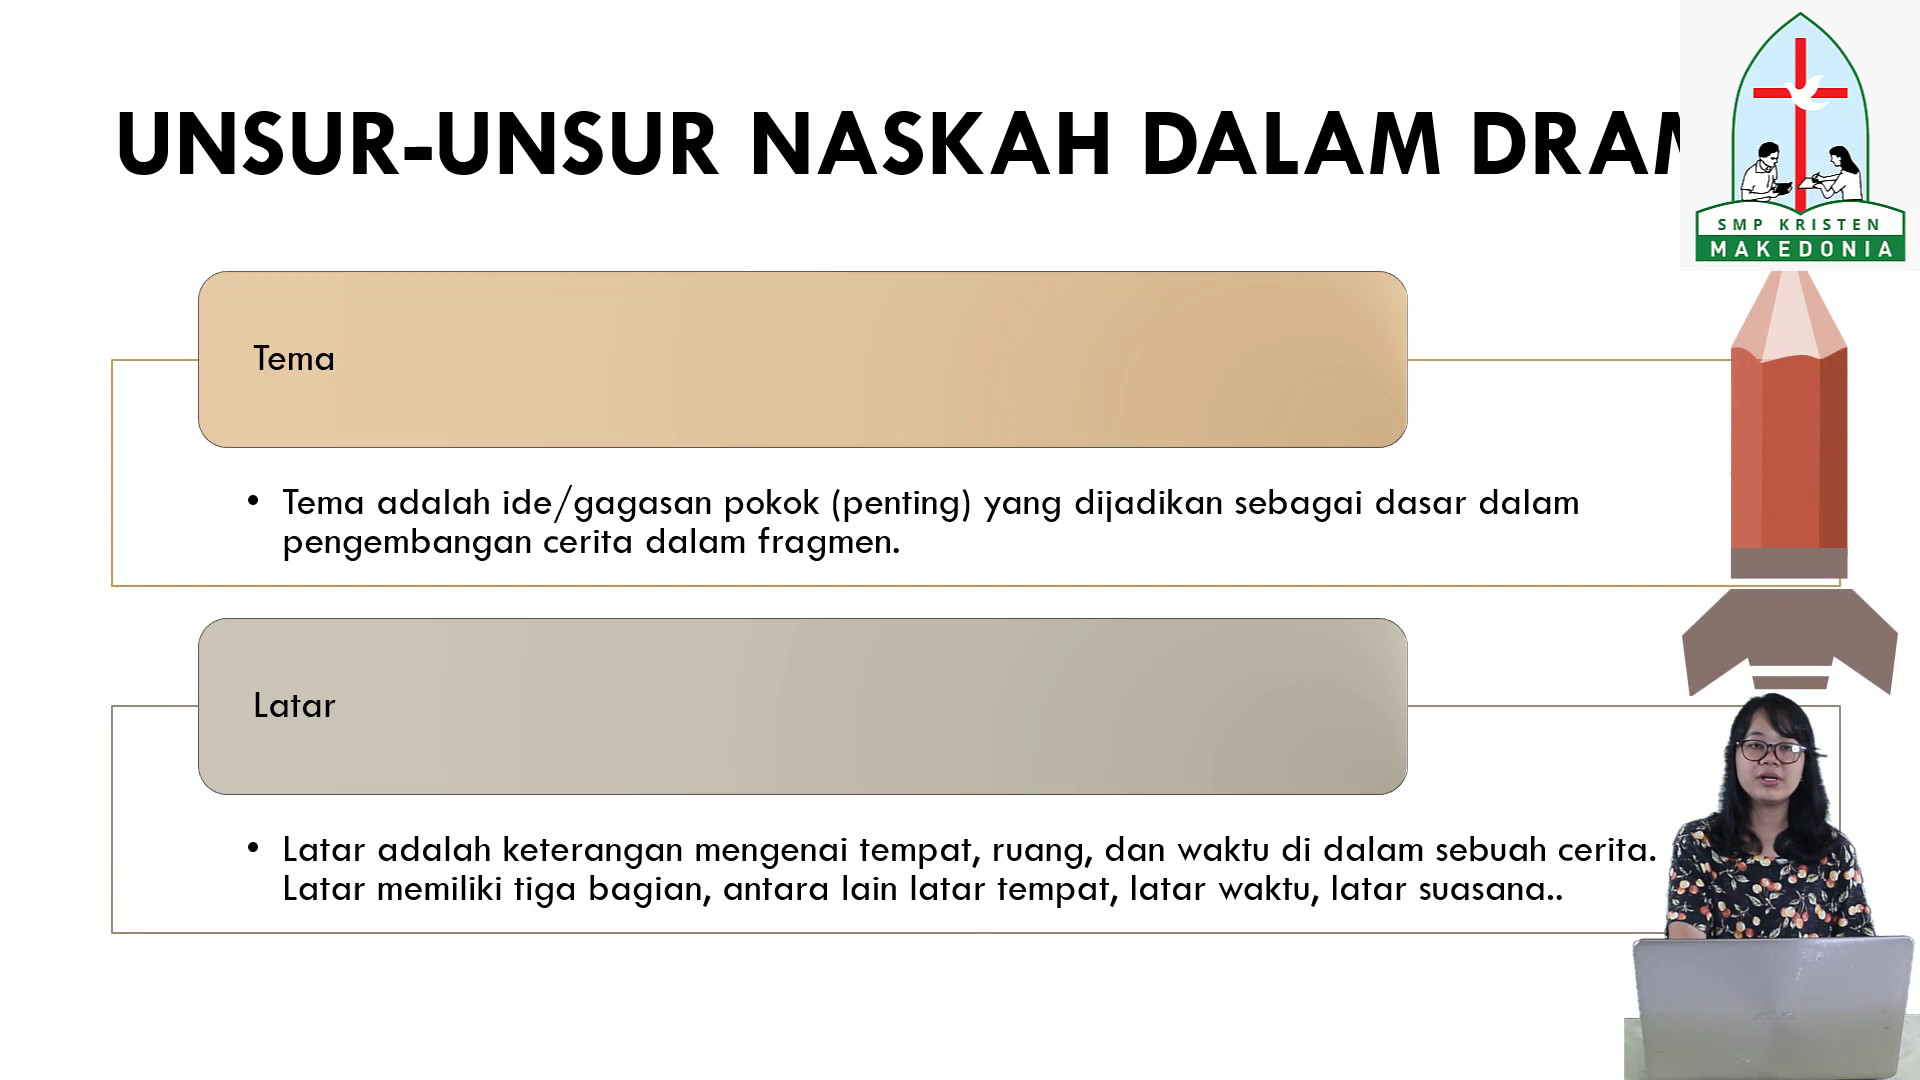 UNSUR-UNSUR NASKAH DALAM DRAM
SMP KRISTEN
MAKEDONIA
Tema
• Tema adalah ide/gagasan pokok (penting) yang dijadikan sebagai dasar dalam
pengembangan cerita dalam fragmen.
Latar
• Latar adalah keterangan mengenai tempat, ruang, dan waktu di dalam sebuah cerita.
Latar memiliki tiga bagian, antara lain latar tempat, latar waktu, latar suasana..